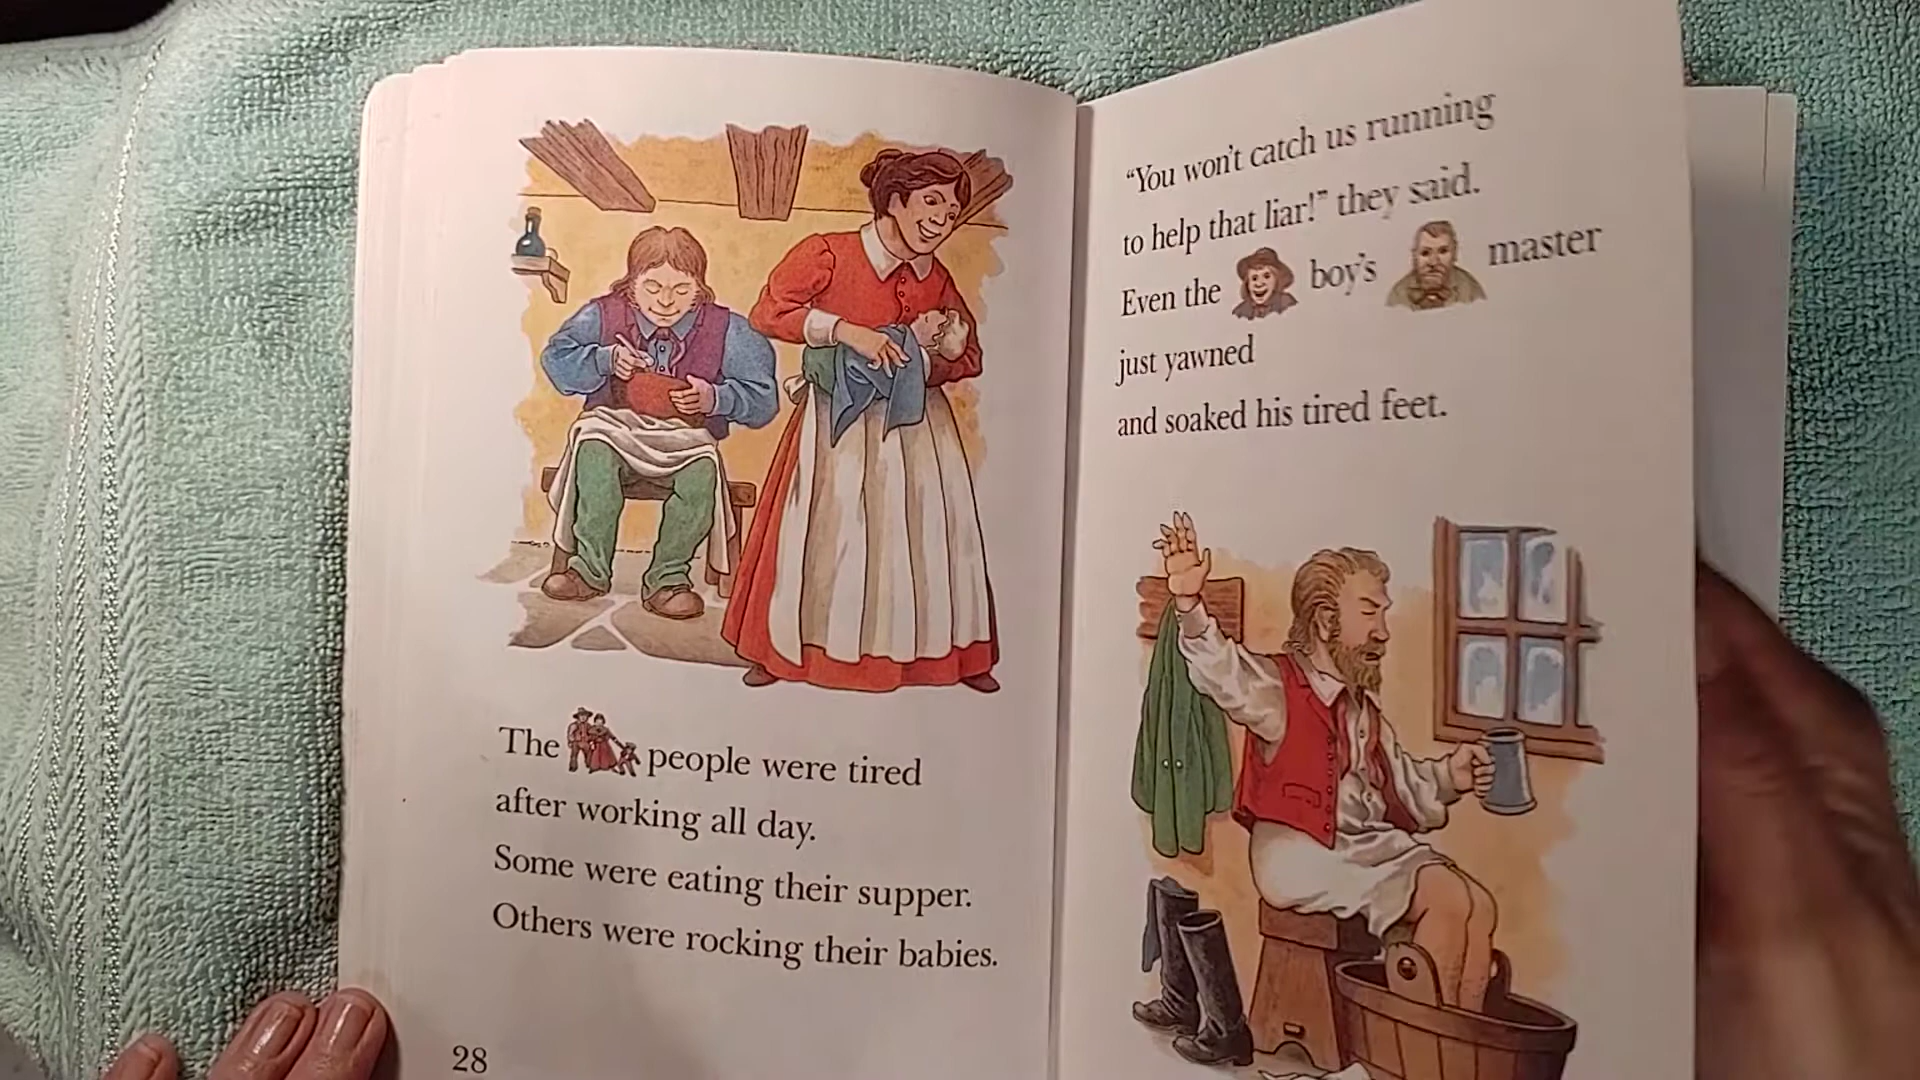 The people were tired
after working all day.
Some were eating their supper.
Others were rocking their babies.
28
“You won't catch us running
to help that liar!” they said.
Even the boy's master
just yawned
and soaked his tired feet.